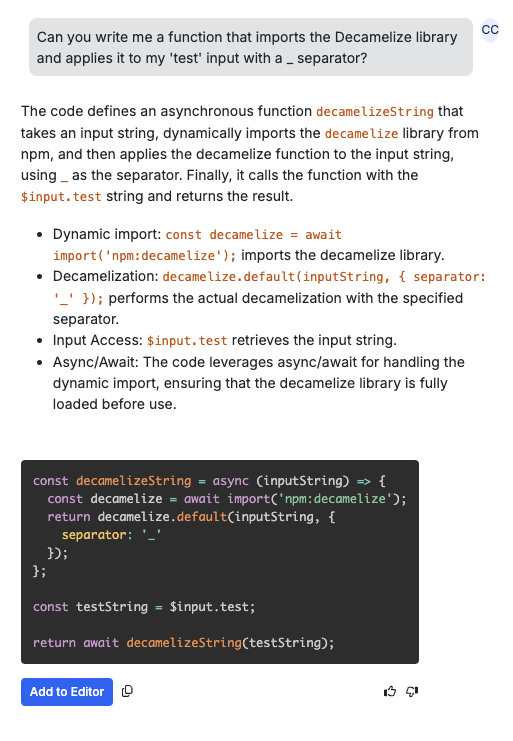 Can you write me a function that imports the Decamelize library
and applies it to my 'test' input with a _ separator?
CC
The code defines an asynchronous function decamelizeString that
takes an input string, dynamically imports the decamelize library from
npm, and then applies the decamelize function to the input string,
using _ as the separator. Finally, it calls the function with the
$input.test string and returns the result.
• Dynamic import: const decamelize = await
import('npm:decamelize'); imports the decamelize library.
• Decamelization: decamelize.default(inputString, { separator:
'_' }); performs the actual decamelization with the specified
separator.
• Input Access: $input.test retrieves the input string.
• Async/Await: The code leverages async/await for handling the
dynamic import, ensuring that the decamelize library is fully
loaded before use.
const decamelizeString = async (inputString) => {
  const decamelize = await import('npm:decamelize');
  return decamelize.default(inputString, {
    separator: '_'
  });
};
const testString = $input.test;
return await decamelizeString(testString);
Add to Editor